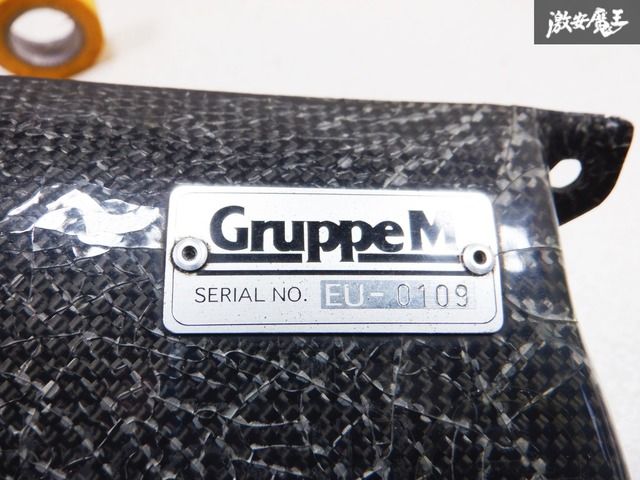 激安魔王
GruppeM
SERIAL NO. EU-0109